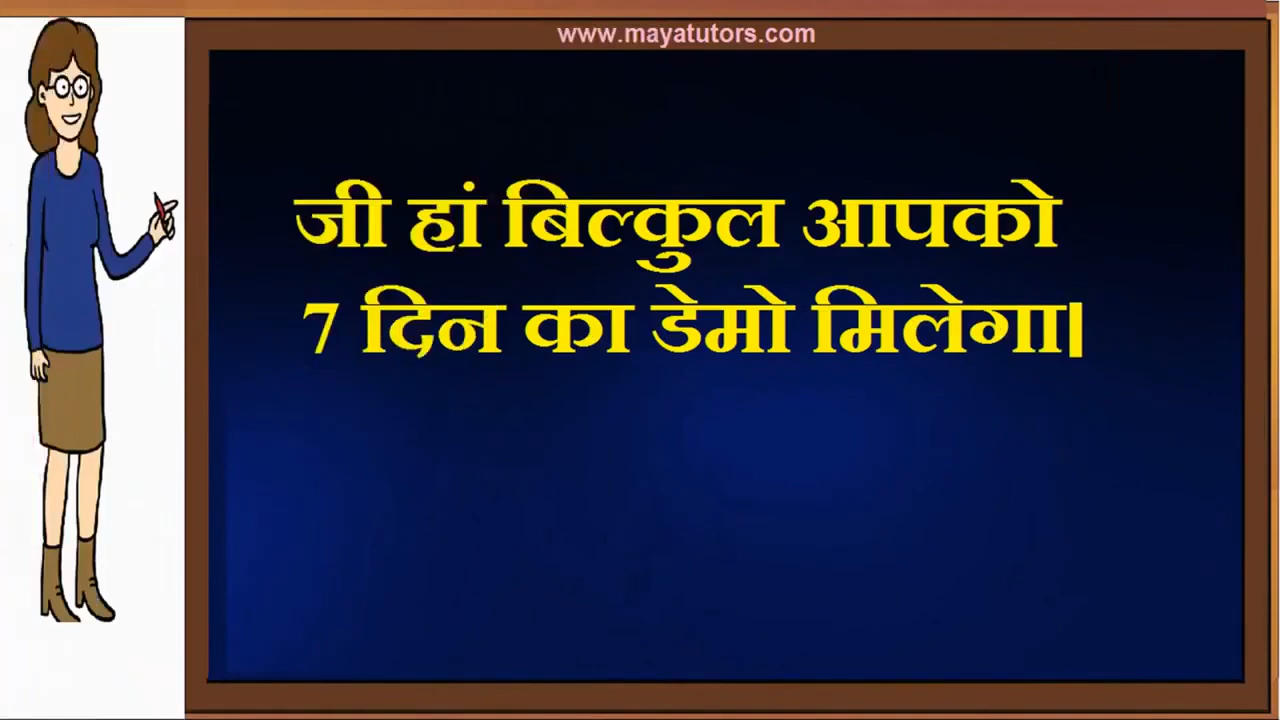 www.mayatutors.com
जी हां बिल्कुल आपको
7 दिन का डेमो मिलेगा।